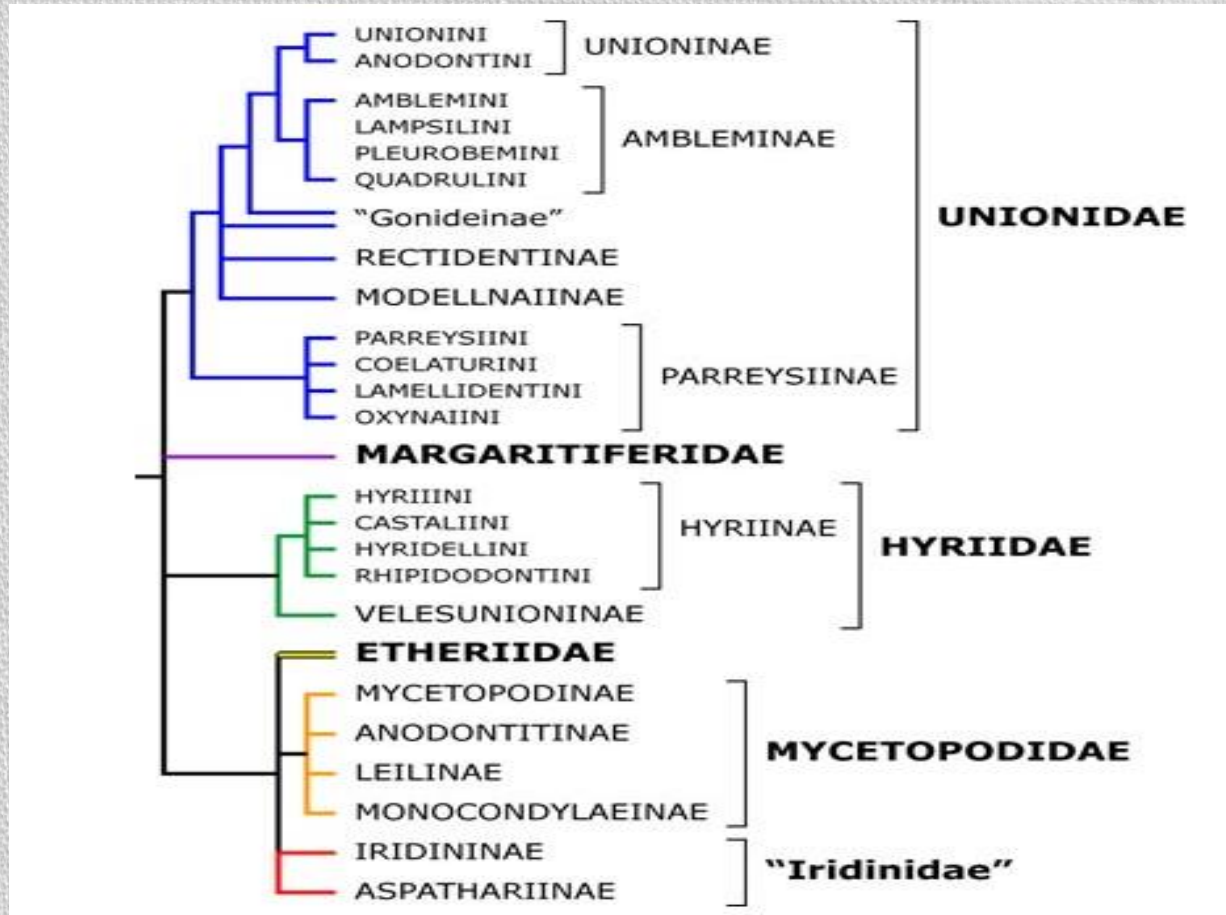 UNIONINI
ANODONTINI
UNIONINAE
AMBLEMINI
LAMPSILINI
PLEUROBEMINI
QUADRULINI
AMBLEMINAE
“Gonideinae”
RECTIDENTINAE
MODELLNAIINAE
PARREYSIINI
COELATURINI
LAMELLIDENTINI
OXYNAIINI
PARREYSIINAE
UNIONIDAE
MARGARITIFERIDAE
HYRIIINI
CASTALIINI
HYRIDELLINI
RHIPIDODONTINI
HYRIINAE
VELESUNIONINAE
HYRIIDAE
ETHERIIDAE
MYCETOPODINAE
ANODONTITINAE
LEILINAE
MONOCONDYLAEINAE
MYCETOPODIDAE
IRIDININAE
ASPATHARIINAE
“Iridinidae”